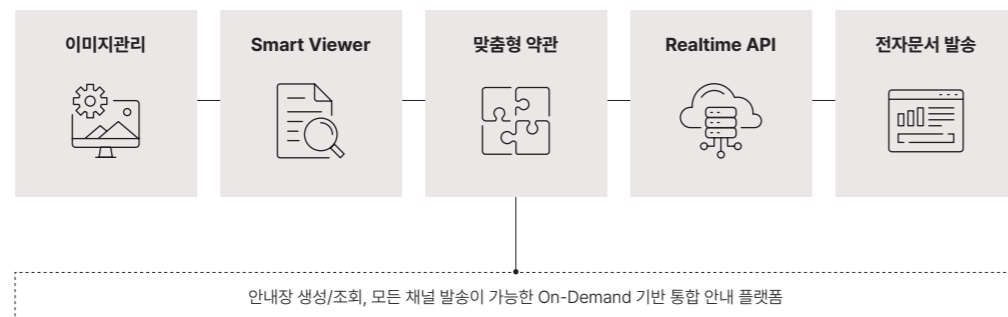 이미지관리
Smart Viewer
맞춤형 약관
Realtime API
전자문서 발송
안내장 생성/조회, 모든 채널 발송이 가능한 On-Demand 기반 통합 안내 플랫폼